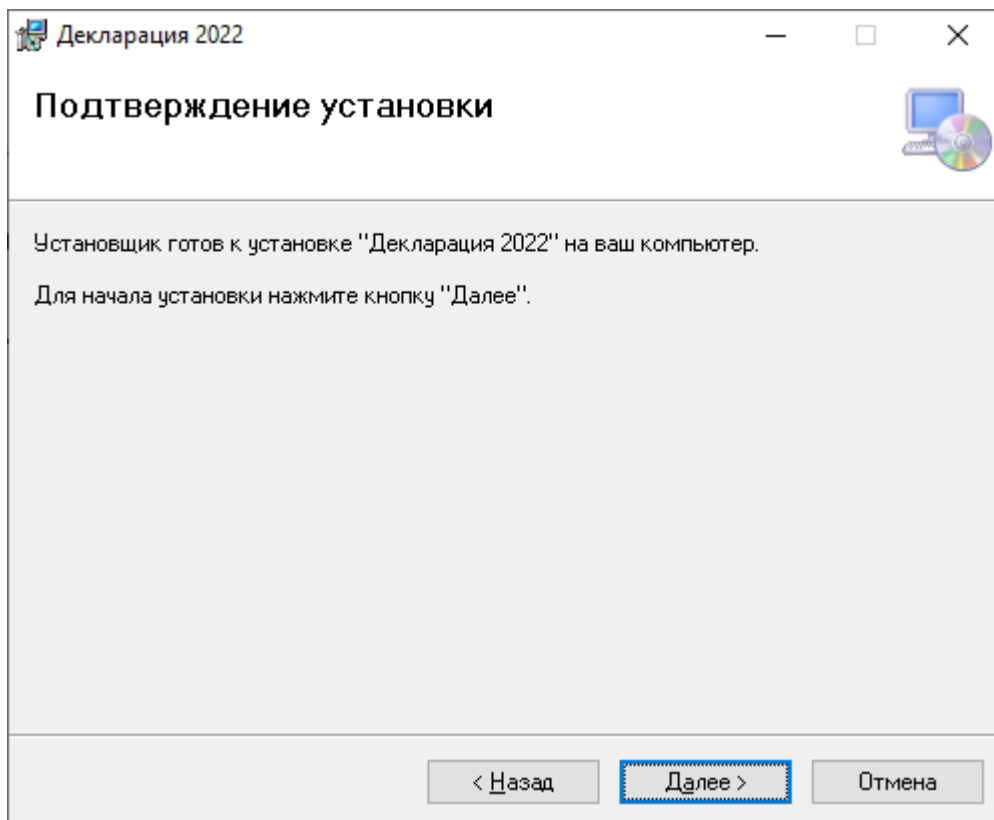 Декларация 2022
Подтверждение установки
Установщик готов к установке "Декларация 2022" на ваш компьютер.
Для начала установки нажмите кнопку "Далее".
< Назад
Далее >
Отмена